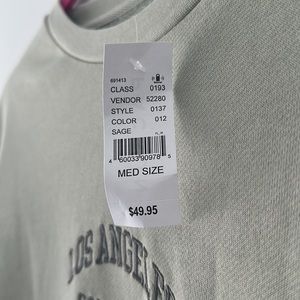 691413
CLASS 0193
VENDOR 52280
STYLE 0137
COLOR 012
SAGE
4 60033 90978 5
MED SIZE
$49.95
LOS ANGELES